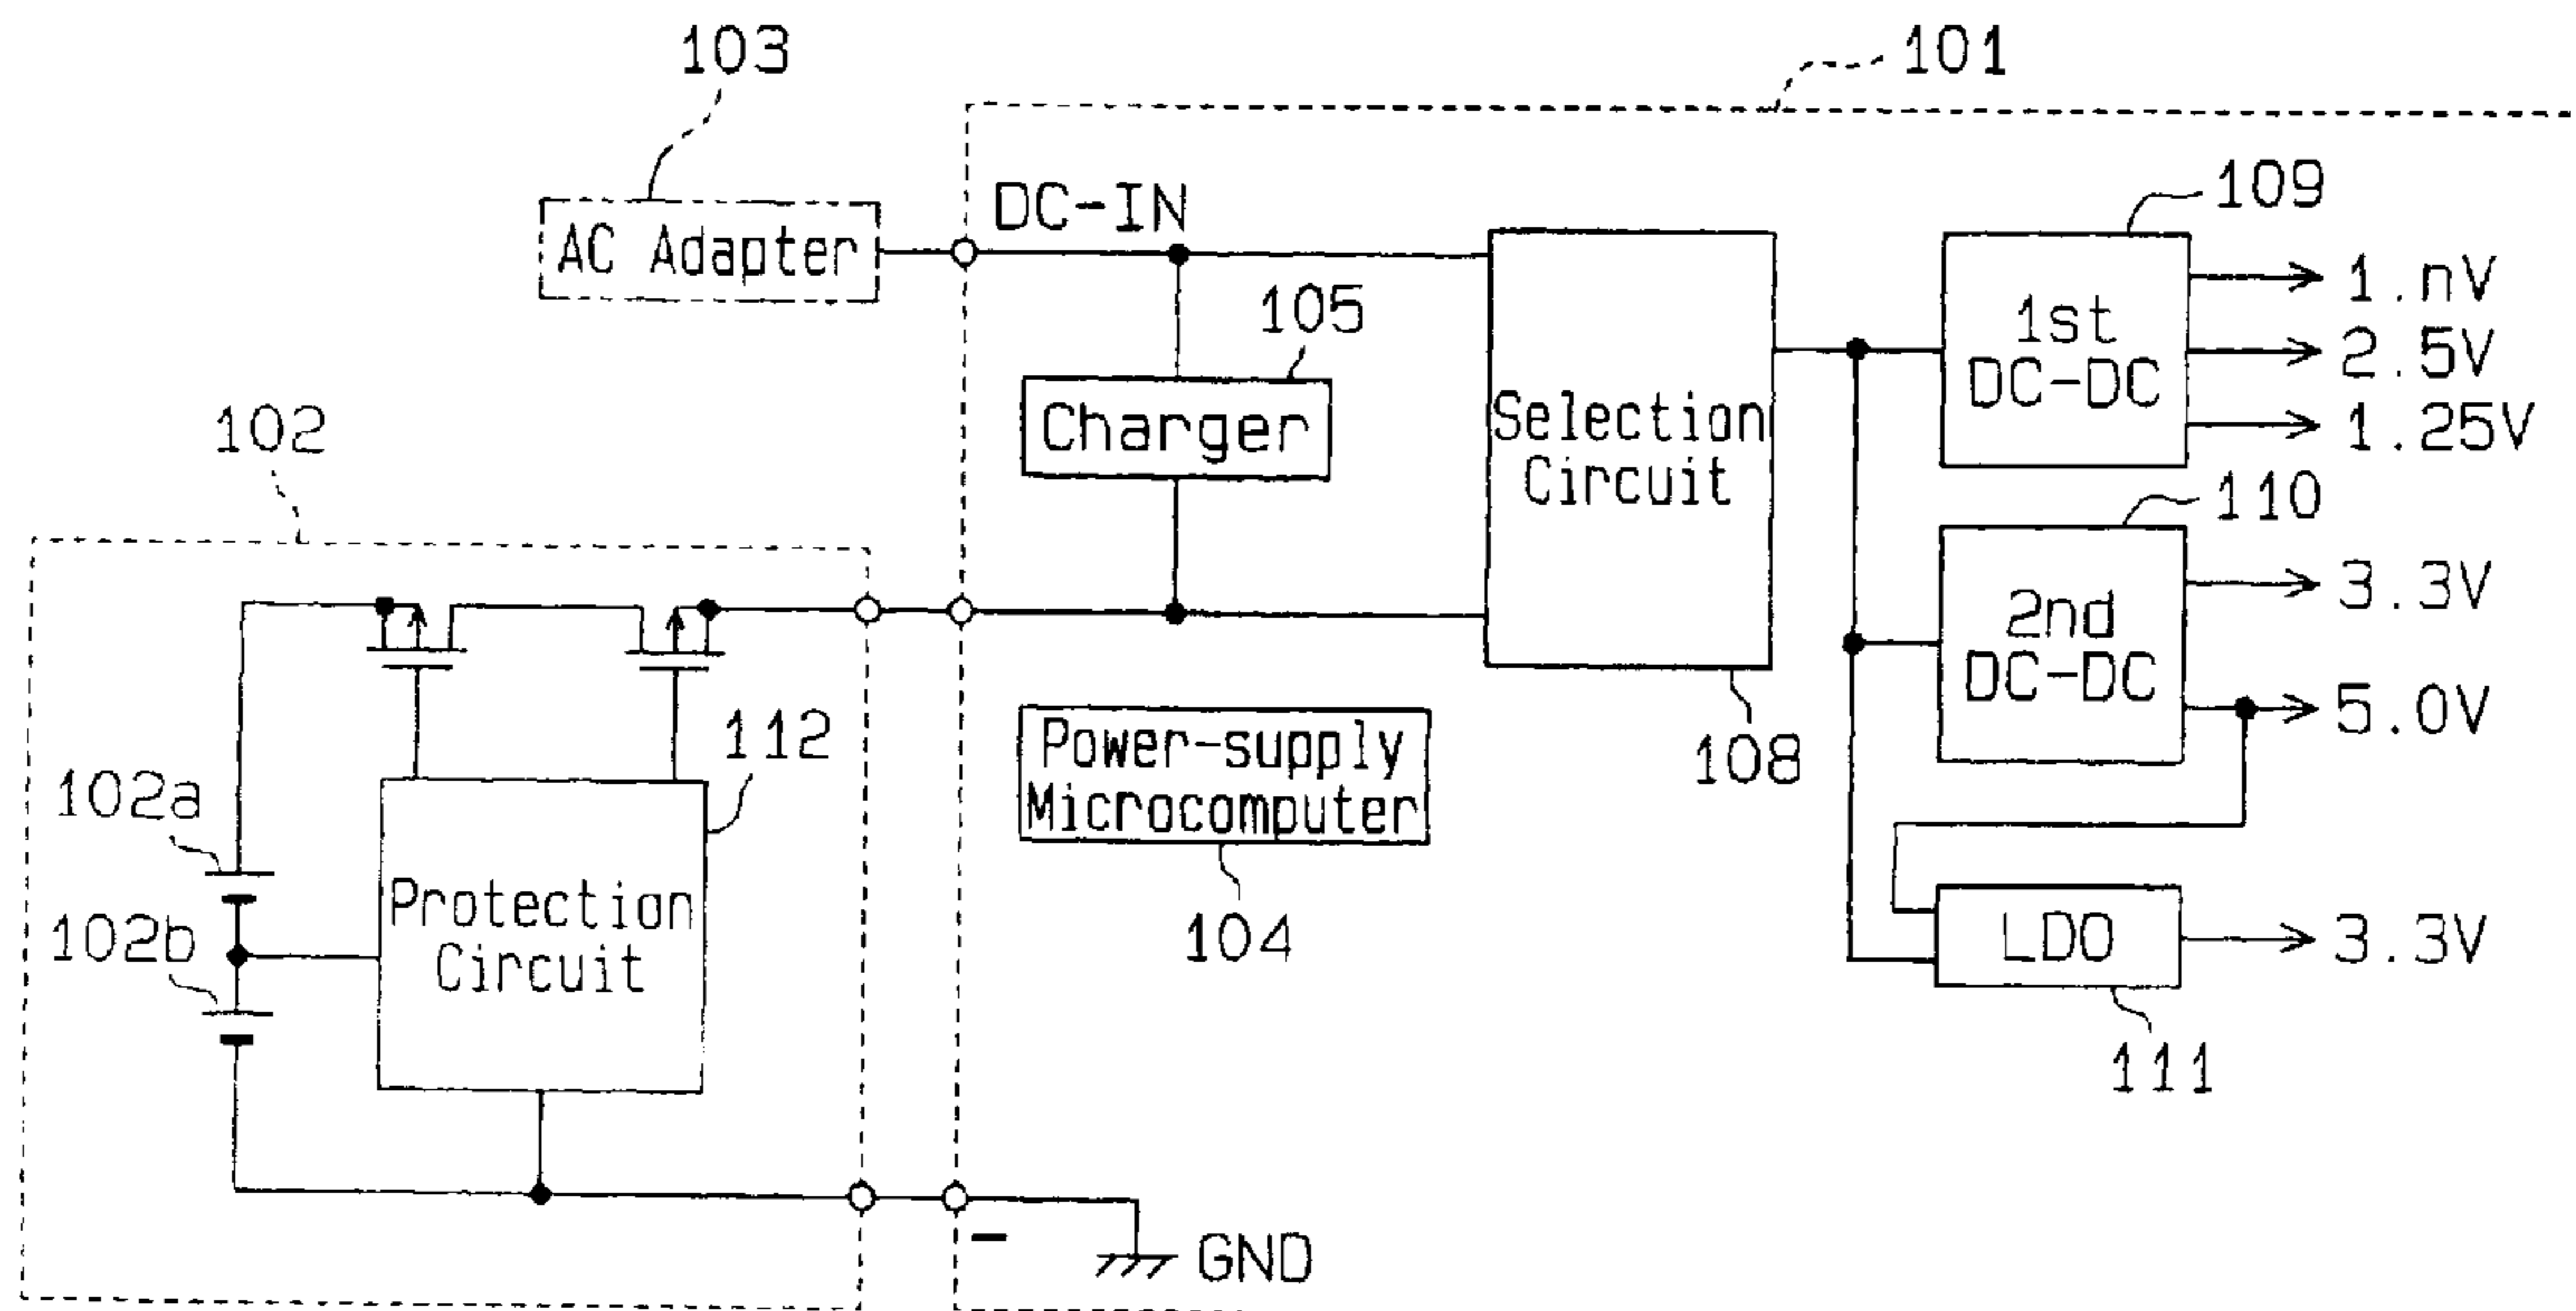 103
101
DC-IN
AC Adapter
109
1st
DC-DC
1.nV
2.5V
1.25V
105
Charger
Selection
Circuit
108
102
110
2nd
DC-DC
3.3V
5.0V
112
Power-supply
Microcomputer
104
102a
102b
Protection
Circuit
LDO
3.3V
111
-
GND